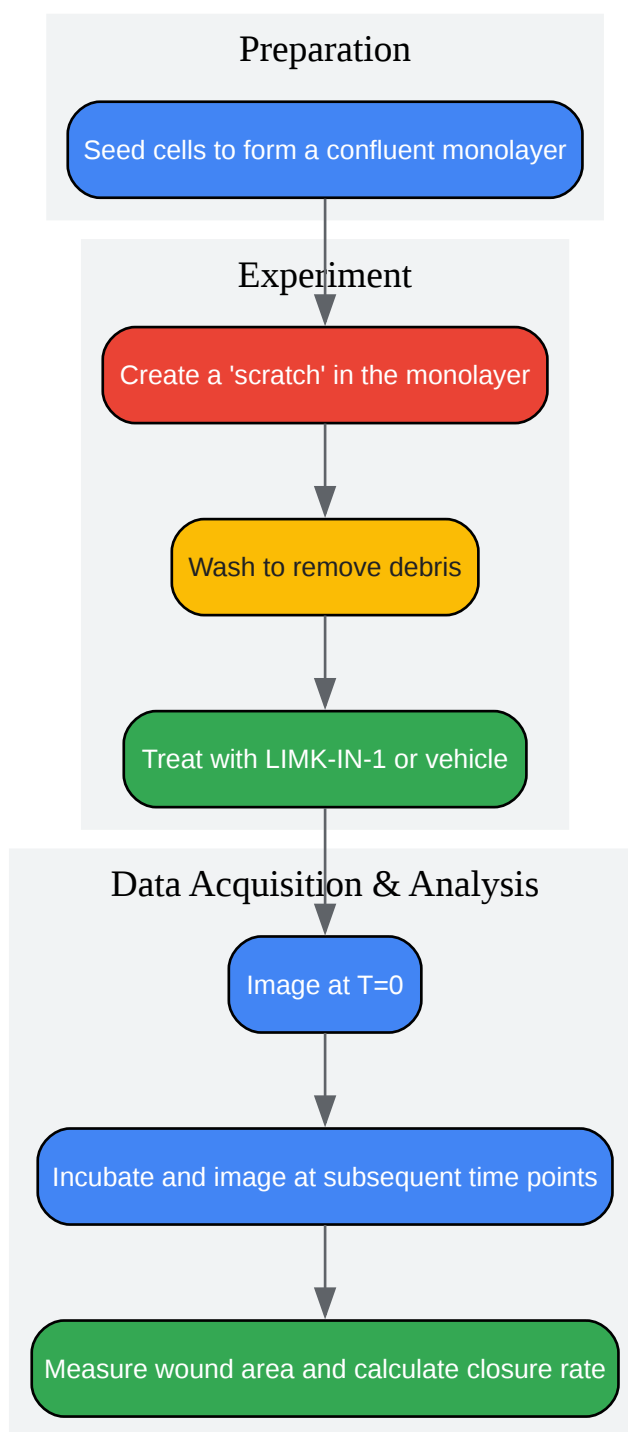 Preparation
Seed cells to form a confluent monolayer
Experiment
Create a 'scratch' in the monolayer
Wash to remove debris
Treat with LIMK-IN-1 or vehicle
Data Acquisition & Analysis
Image at T=0
Incubate and image at subsequent time points
Measure wound area and calculate closure rate